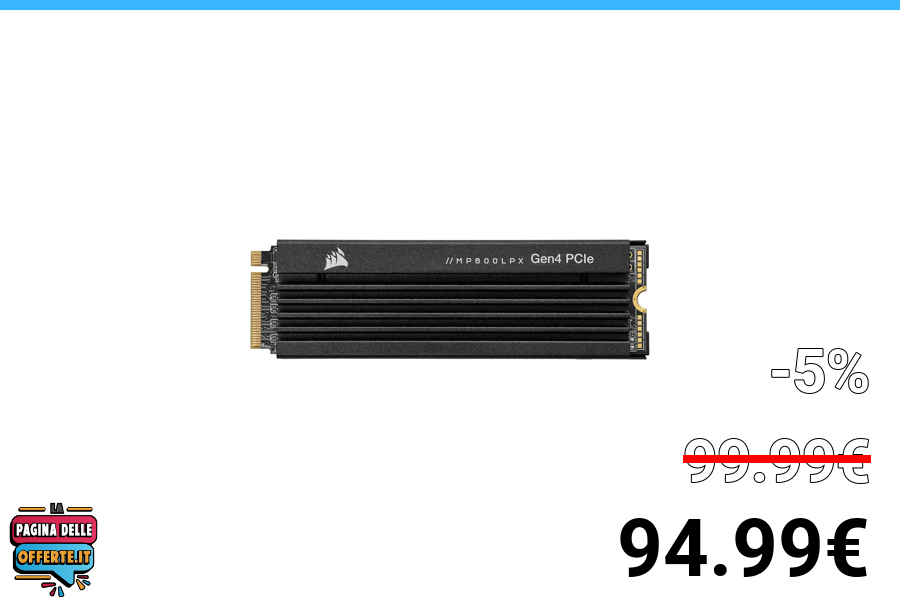 //MP600LPX Gen4 PCIe
-5%
99.99€
94.99€
LA
PAGINA DELLE
OFFERTE.IT